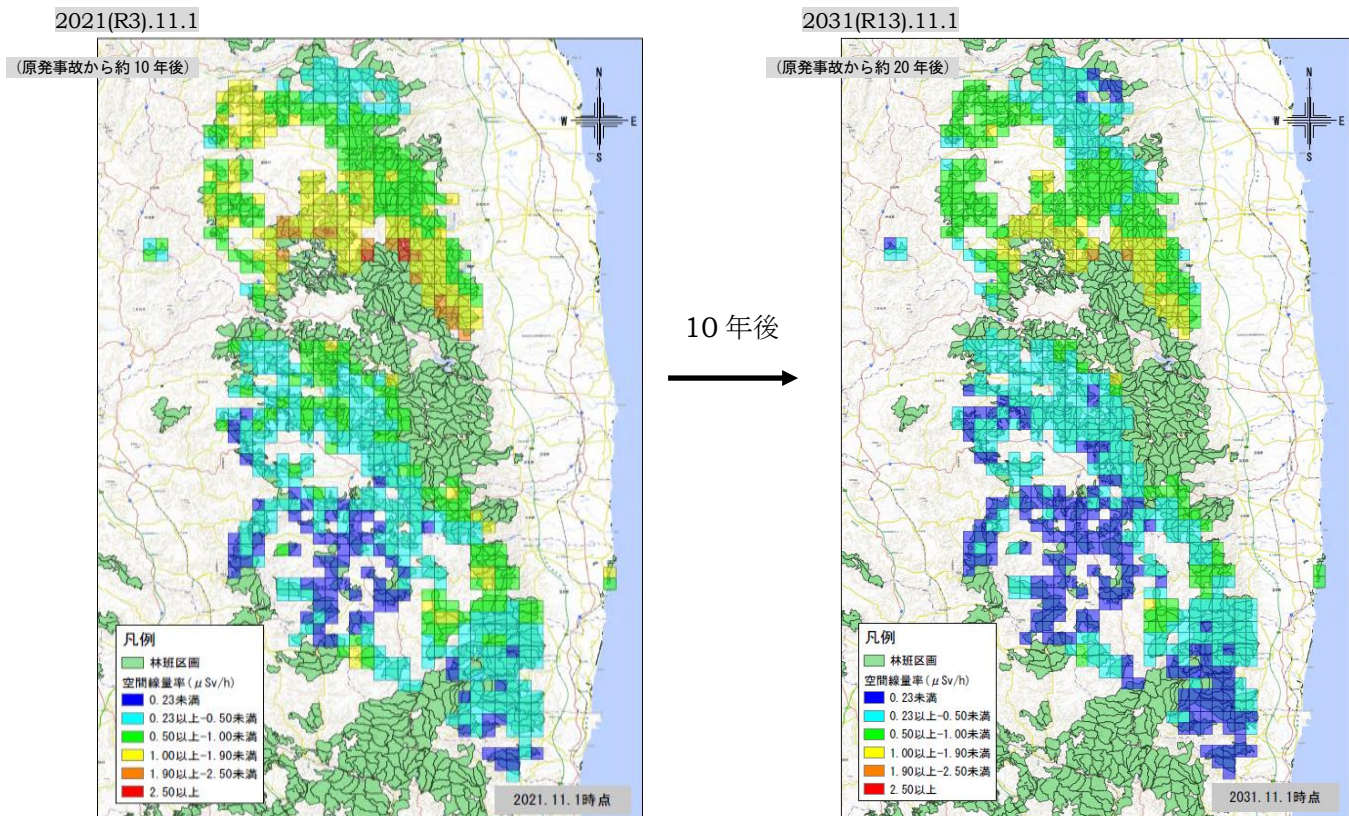 2021(R3).11.1
(原発事故から約10年後)
N
W
E
S
凡例
林班区画
空間線量率(μSv/h)
0.23未満
0.23以上-0.50未満
0.50以上-1.00未満
1.00以上-1.90未満
1.90以上-2.50未満
2.50以上
2021.11.1時点
10年後
2031(R13).11.1
(原発事故から約20年後)
N
W
E
S
凡例
林班区画
空間線量率(μSv/h)
0.23未満
0.23以上-0.50未満
0.50以上-1.00未満
1.00以上-1.90未満
1.90以上-2.50未満
2.50以上
2031.11.1時点